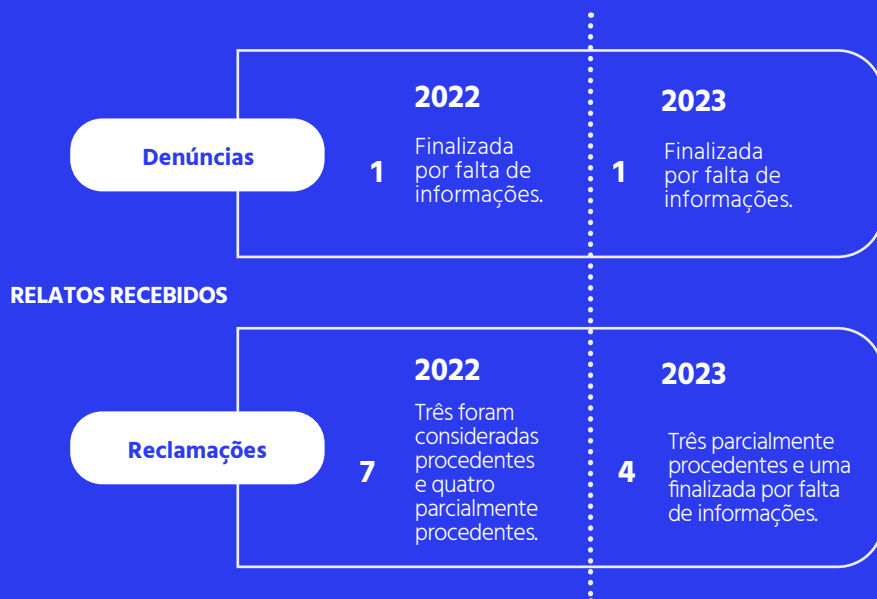 Denúncias
2022
1
Finalizada
por falta de
informações.
2023
1
Finalizada
por falta de
informações.
RELATOS RECEBIDOS
Reclamações
2022
7
Três foram
consideradas
procedentes
e quatro
parcialmente
procedentes.
2023
4
Três parcialmente
procedentes e uma
finalizada por falta
de informações.